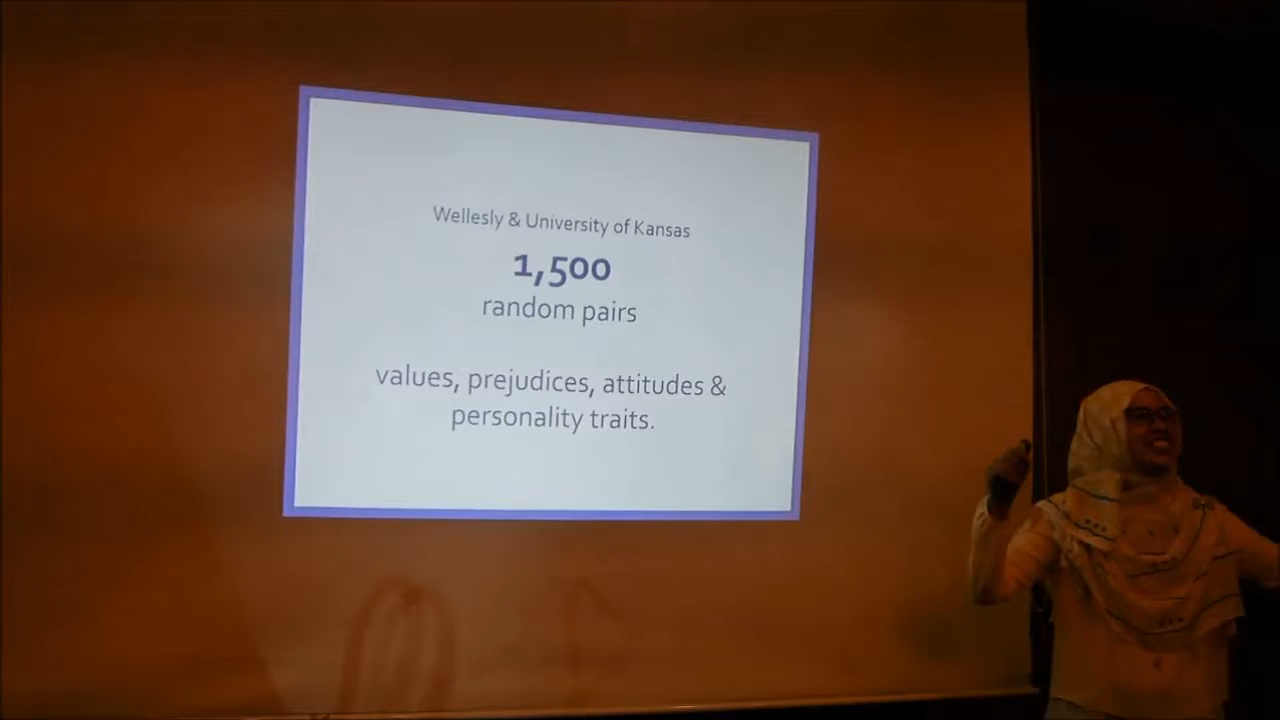 Wellesly & University of Kansas
1,500
random pairs
values, prejudices, attitudes &
personality traits.